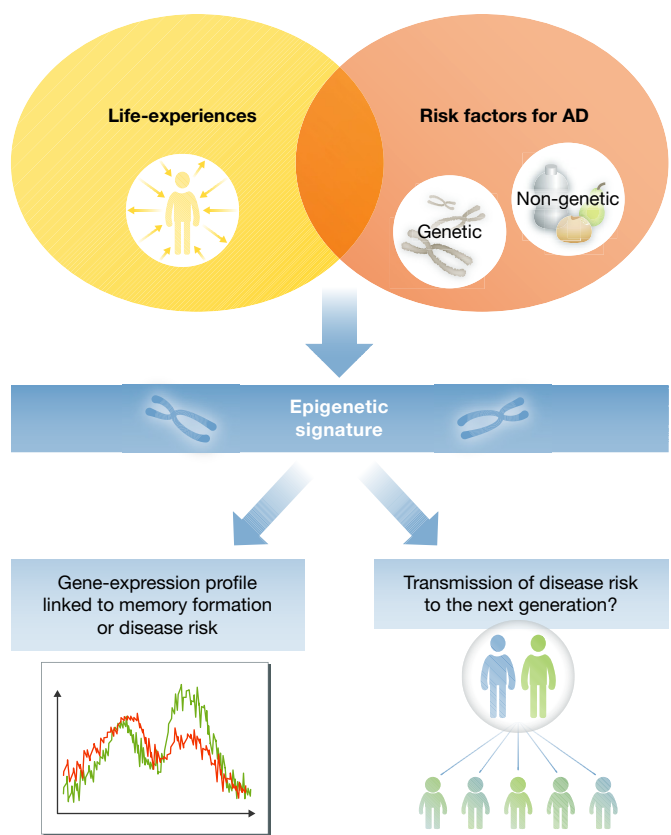 Life-experiences
Risk factors for AD
Non-genetic
Genetic
Epigenetic
signature
Gene-expression profile
linked to memory formation
or disease risk
Transmission of disease risk
to the next generation?